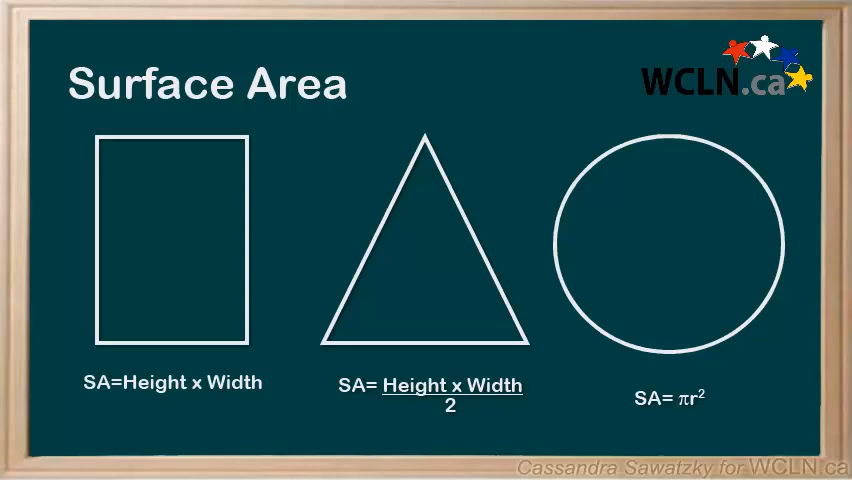 Surface Area
WCLN.ca
SA=Height x Width
SA= Height x Width
2
SA= πr²
Cassandra Sawatzky for WCLN.ca